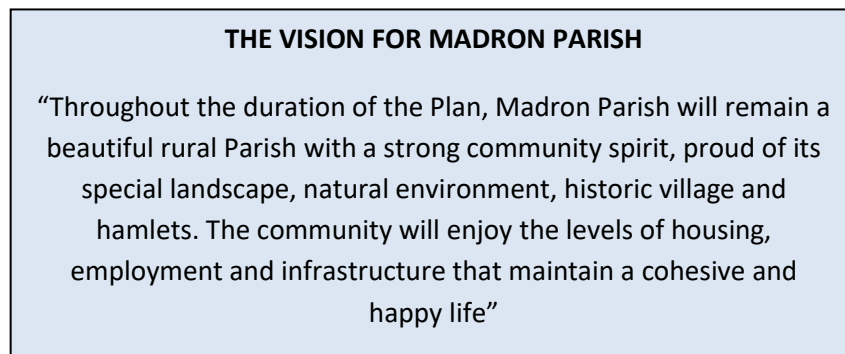 THE VISION FOR MADRON PARISH
“Throughout the duration of the Plan, Madron Parish will remain a
beautiful rural Parish with a strong community spirit, proud of its
special landscape, natural environment, historic village and
hamlets. The community will enjoy the levels of housing,
employment and infrastructure that maintain a cohesive and
happy life”